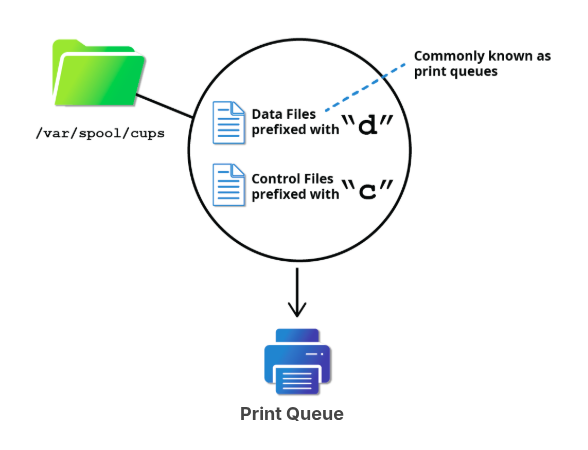 Commonly known as
print queues
Data Files
prefixed with “d”
/var/spool/cups
Control Files
prefixed with “c”
Print Queue